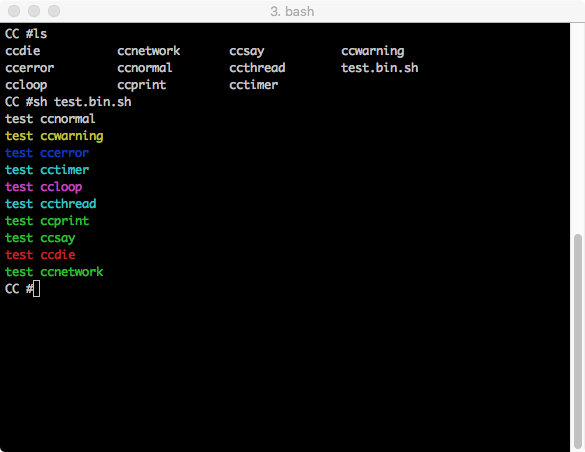 3. bash
CC #ls
ccdie ccnetwork ccsay ccwarning
ccerror ccnormal ccthread test.bin.sh
ccloop ccprint cctimer
CC #sh test.bin.sh
test ccnormal
test ccwarning
test ccerror
test cctimer
test ccloop
test ccthread
test ccprint
test ccsay
test ccdie
test ccnetwork
CC #